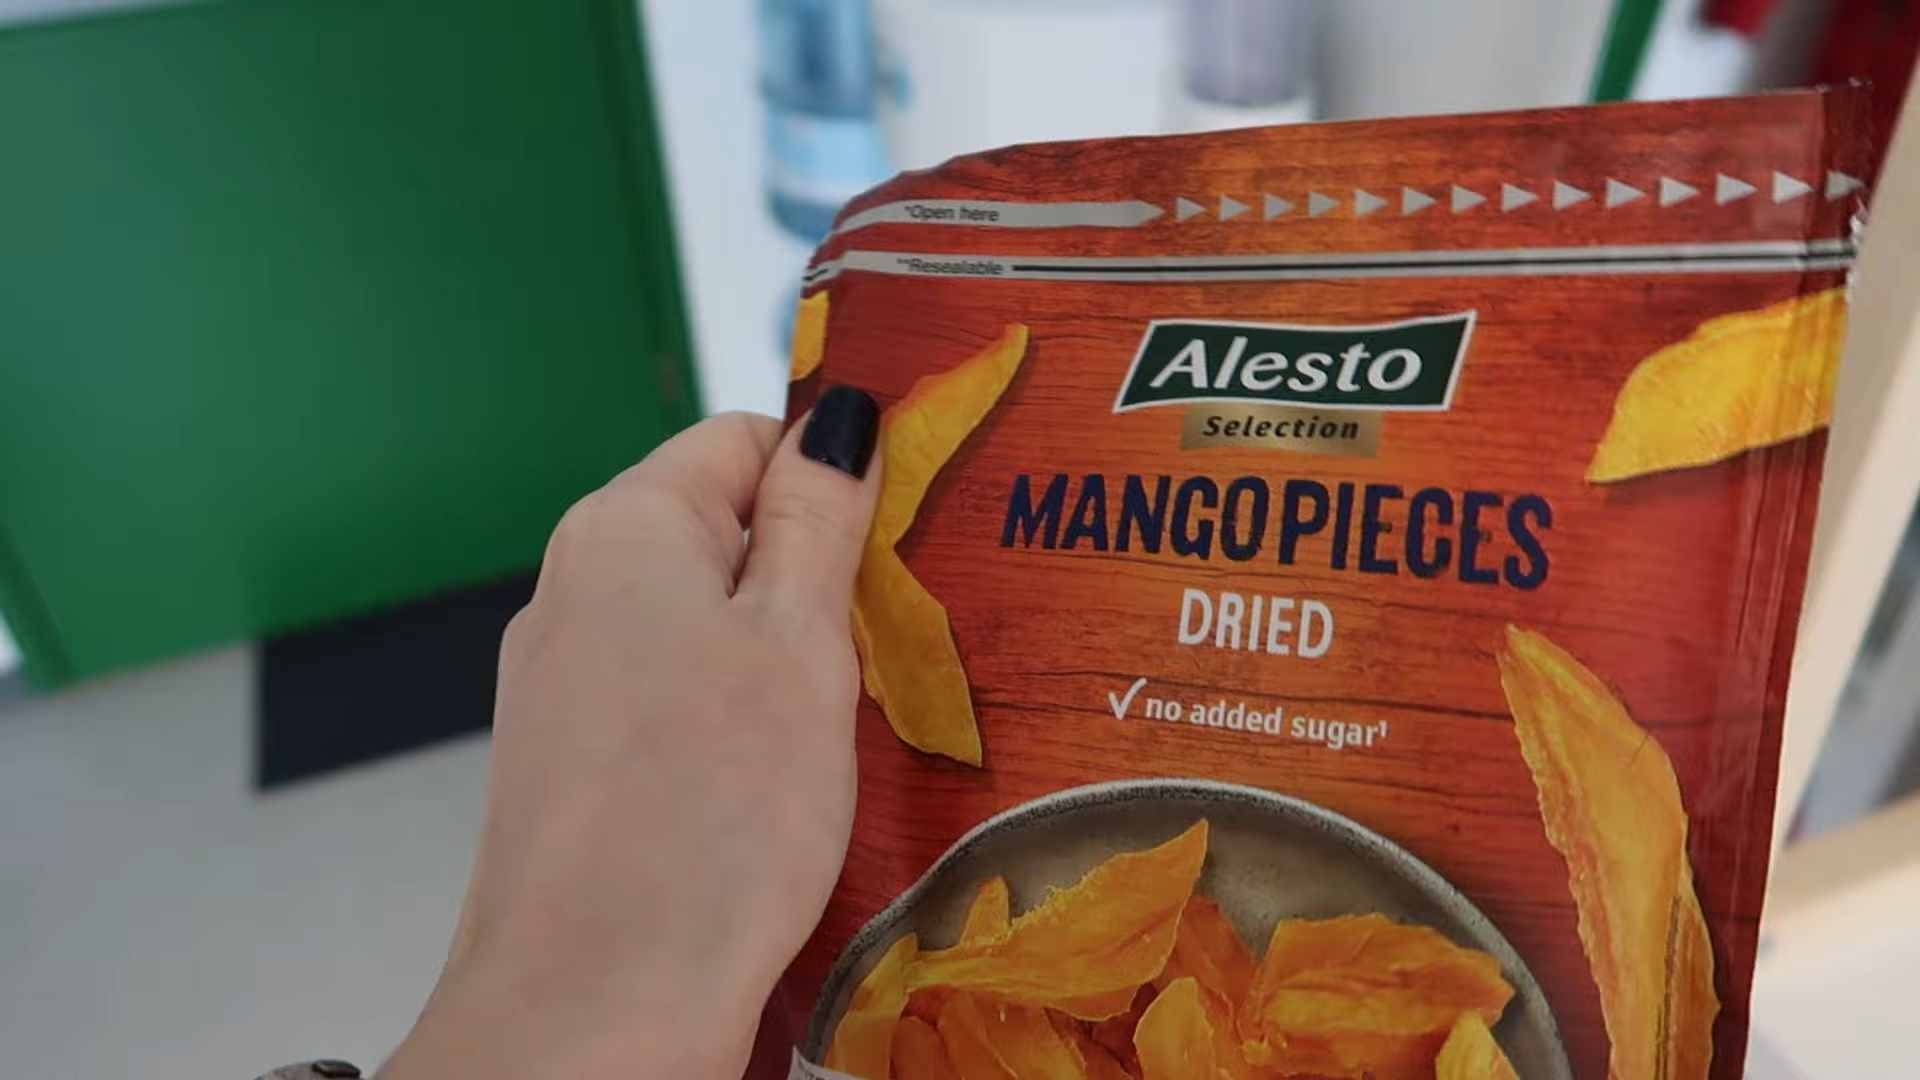 *Open here
**Resealable
Alesto
Selection
MANGO PIECES
DRIED
✓ no added sugar¹